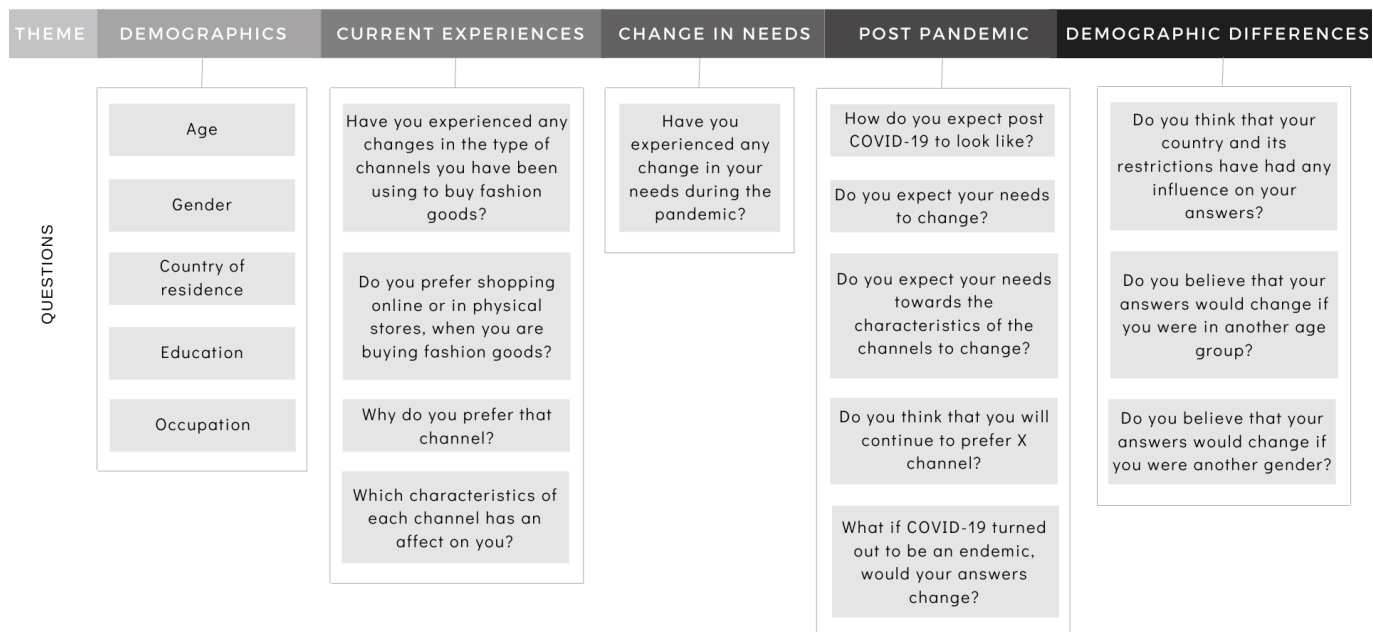 THEME
DEMOGRAPHICS
CURRENT EXPERIENCES
CHANGE IN NEEDS
POST PANDEMIC
DEMOGRAPHIC DIFFERENCES
QUESTIONS
Age
Gender
Country of
residence
Education
Occupation
Have you experienced any
changes in the type of
channels you have been
using to buy fashion
goods?
Do you prefer shopping
online or in physical
stores, when you are
buying fashion goods?
Why do you prefer that
channel?
Which characteristics of
each channel has an
affect on you?
Have you
experienced any
change in your
needs during the
pandemic?
How do you expect post
COVID-19 to look like?
Do you expect your needs
to change?
Do you expect your needs
towards the
characteristics of the
channels to change?
Do you think that you will
continue to prefer X
channel?
What if COVID-19 turned
out to be an endemic,
would your answers
change?
Do you think that your
country and its
restrictions have had any
influence on your
answers?
Do you believe that your
answers would change if
you were in another age
group?
Do you believe that your
answers would change if
you were another gender?